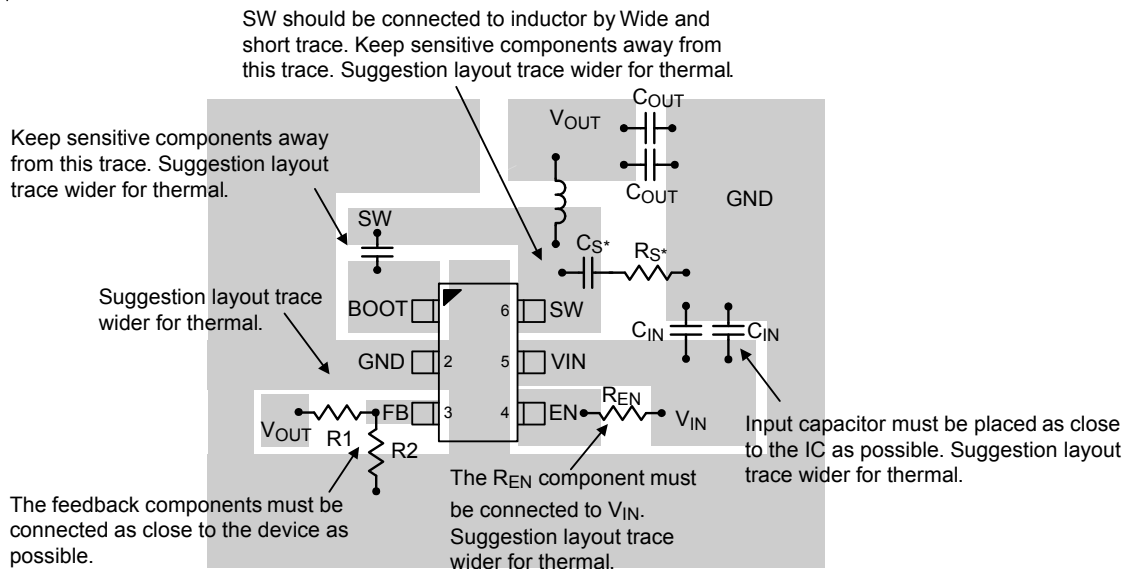 SW should be connected to inductor by Wide and
short trace. Keep sensitive components away from
this trace. Suggestion layout trace wider for thermal.
COUT
VOUT
COUT
GND
Keep sensitive components away
from this trace. Suggestion layout
trace wider for thermal.
SW
CS*
RS*
Suggestion layout trace
wider for thermal.
BOOT
6
SW
CIN
CIN
GND
2
5
VIN
VOUT
R1
FB
3
4
EN
REN
VIN
R2
Input capacitor must be placed as close
to the IC as possible. Suggestion layout
trace wider for thermal.
The feedback components must be
connected as close to the device as
possible.
The REN component must
be connected to VIN.
Suggestion layout trace
wider for thermal.